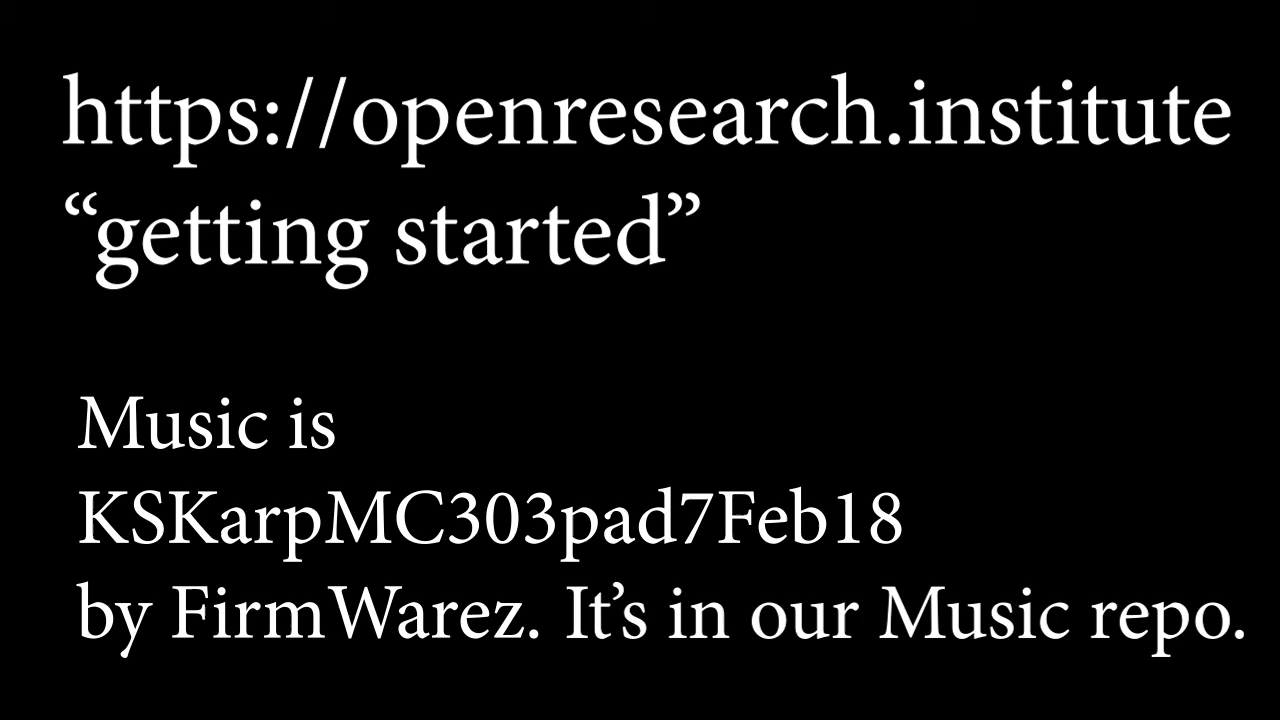 https://openresearch.institute
“getting started”
Music is
KSKarpMC303pad7Feb18
by FirmWarez. It’s in our Music repo.